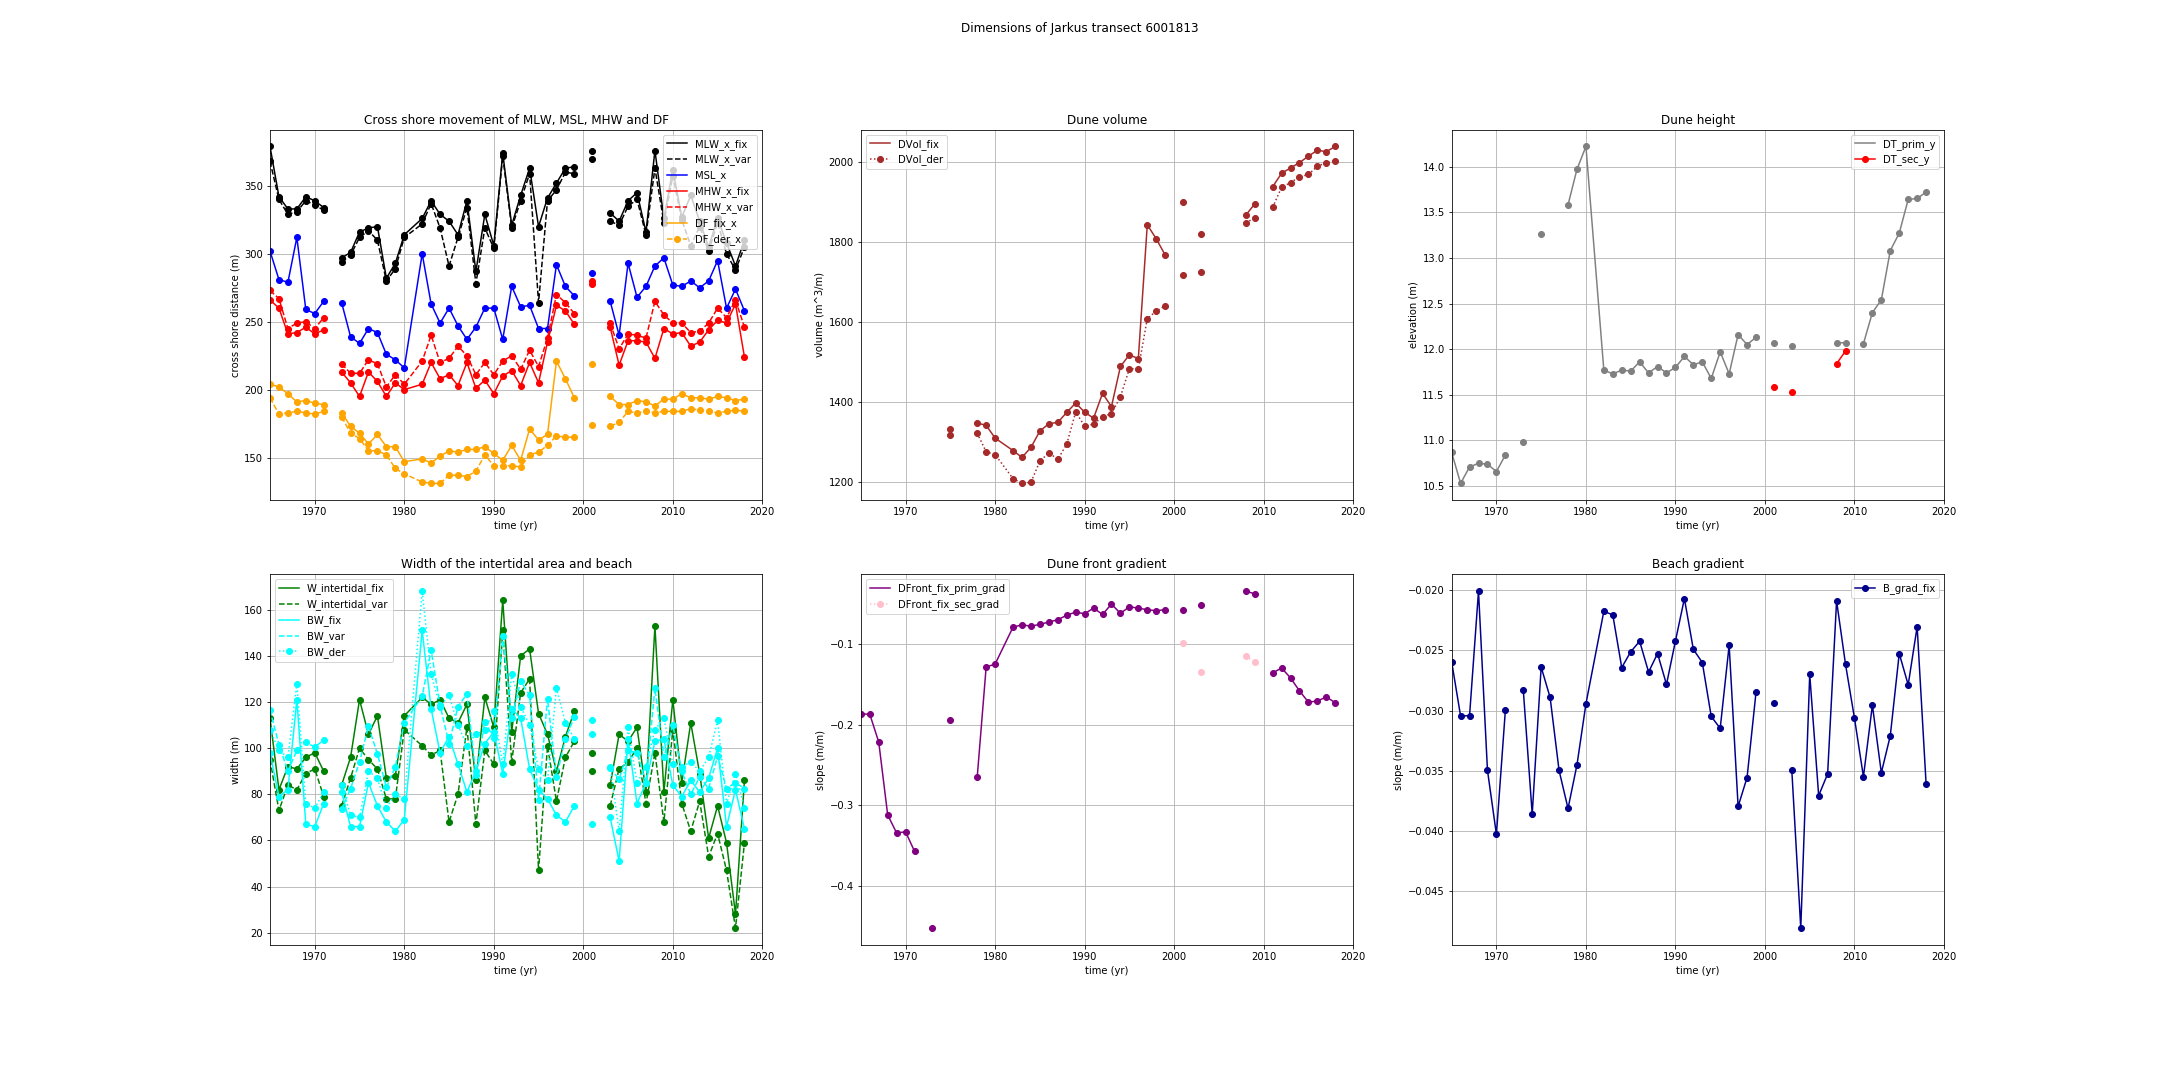 Dimensions of Jarkus transect 6001813
Cross shore movement of MLW, MSL, MHW and DF
MLW_x_fix
MLW_x_var
MSL_x
MHW_x_fix
MHW_x_var
DF_fix_x
DF_der_x
350
300
250
200
150
cross shore distance (m)
1970 1980 1990 2000 2010 2020
time (yr)
Dune volume
DVol_fix
DVol_der
2000
1800
1600
1400
1200
volume (m^3/m)
1970 1980 1990 2000 2010 2020
time (yr)
Dune height
DT_prim_y
DT_sec_y
14.0
13.5
13.0
12.5
12.0
11.5
11.0
10.5
elevation (m)
1970 1980 1990 2000 2010 2020
time (yr)
Width of the intertidal area and beach
W_intertidal_fix
W_intertidal_var
BW_fix
BW_var
BW_der
160
140
120
100
80
60
40
20
width (m)
1970 1980 1990 2000 2010 2020
time (yr)
Dune front gradient
DFront_fix_prim_grad
DFront_fix_sec_grad
−0.1
−0.2
−0.3
−0.4
slope (m/m)
1970 1980 1990 2000 2010 2020
time (yr)
Beach gradient
B_grad_fix
−0.020
−0.025
−0.030
−0.035
−0.040
−0.045
slope (m/m)
1970 1980 1990 2000 2010 2020
time (yr)